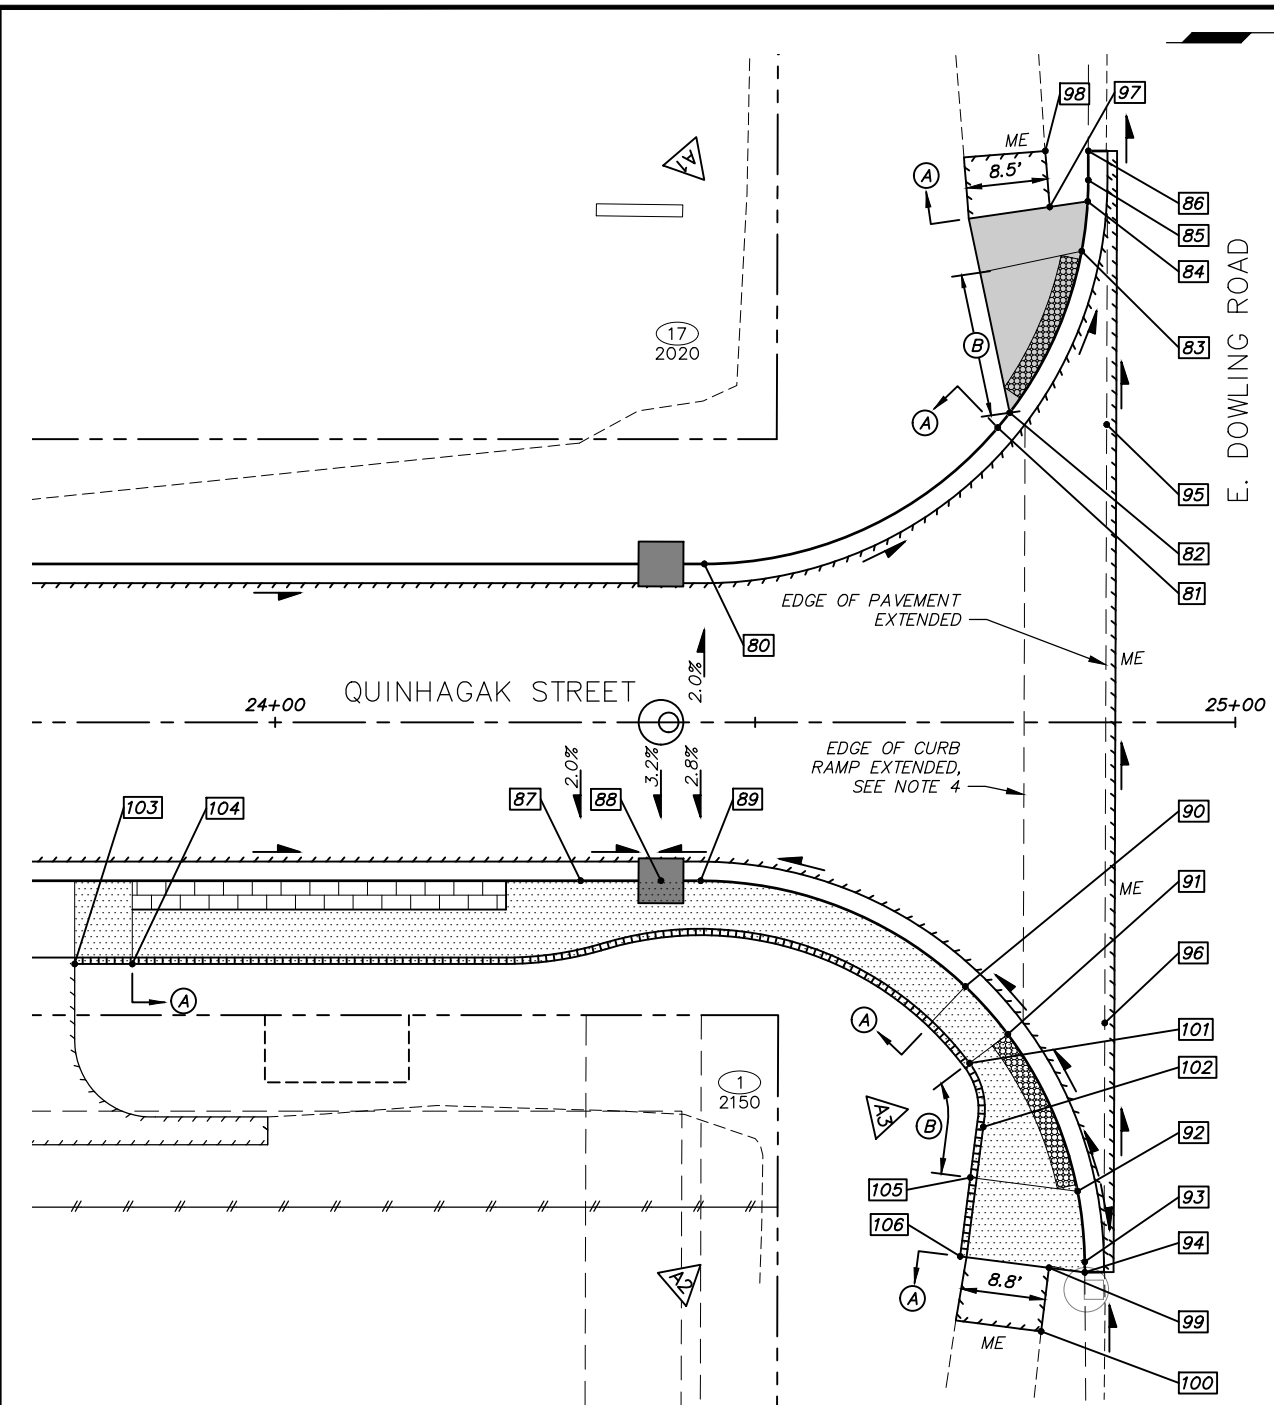 98
97
ME
8.5'
A
A1
86
85
84
E. DOWLING ROAD
17
2020
83
B
A
95
82
81
EDGE OF PAVEMENT
EXTENDED
80
ME
2.0%
QUINHAGAK STREET
24+00
25+00
2.0%
3.2%
2.8%
EDGE OF CURB
RAMP EXTENDED,
SEE NOTE 4
103
104
87
88
89
90
91
ME
96
A
A
101
102
1
2150
A3
B
92
105
93
106
94
A2
A
8.8'
99
ME
100